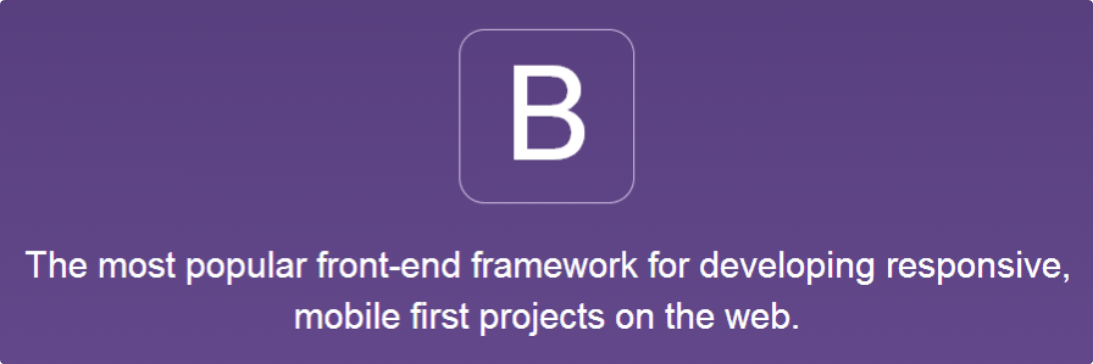 B
The most popular front-end framework for developing responsive,
mobile first projects on the web.